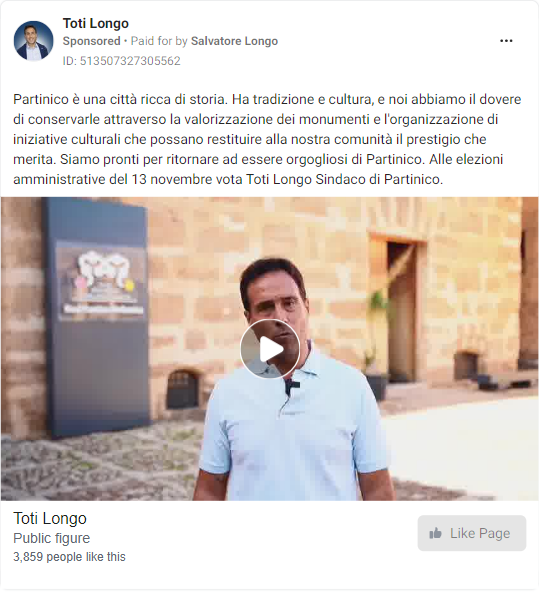 Toti Longo
Sponsored • Paid for by Salvatore Longo
ID: 513507327305562
Partinico è una città ricca di storia. Ha tradizione e cultura, e noi abbiamo il dovere
di conservarle attraverso la valorizzazione dei monumenti e l'organizzazione di
iniziative culturali che possano restituire alla nostra comunità il prestigio che
merita. Siamo pronti per ritornare ad essere orgogliosi di Partinico. Alle elezioni
amministrative del 13 novembre vota Toti Longo Sindaco di Partinico.
Toti Longo
Public figure
3,859 people like this
Like Page